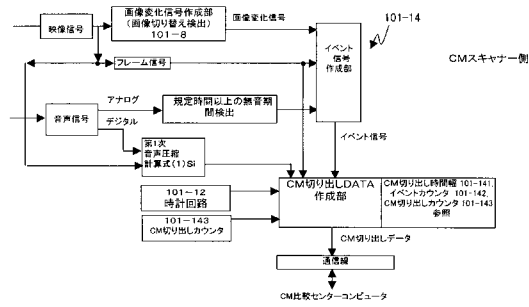 映像信号
画像変化信号作成部
(画像切り替え検出)
101-8
画像変化信号
101-14
イベント
信号
作成部
CMスキャナー側
フレーム信号
アナログ
規定時間以上の無音期
間検出
音声信号
デジタル
第1次
音声圧縮
計算式(1)Si
イベント信号
101-12
時計回路
101-143
CM切り出しカウンタ
CM切り出しDATA
作成部
CM切り出し時間幅 101-141,
イベントカウンタ 101-142,
CM切り出しカウンタ 101-143
参照
CM切り出しデータ
通信線
CM比較センターコンピュータ